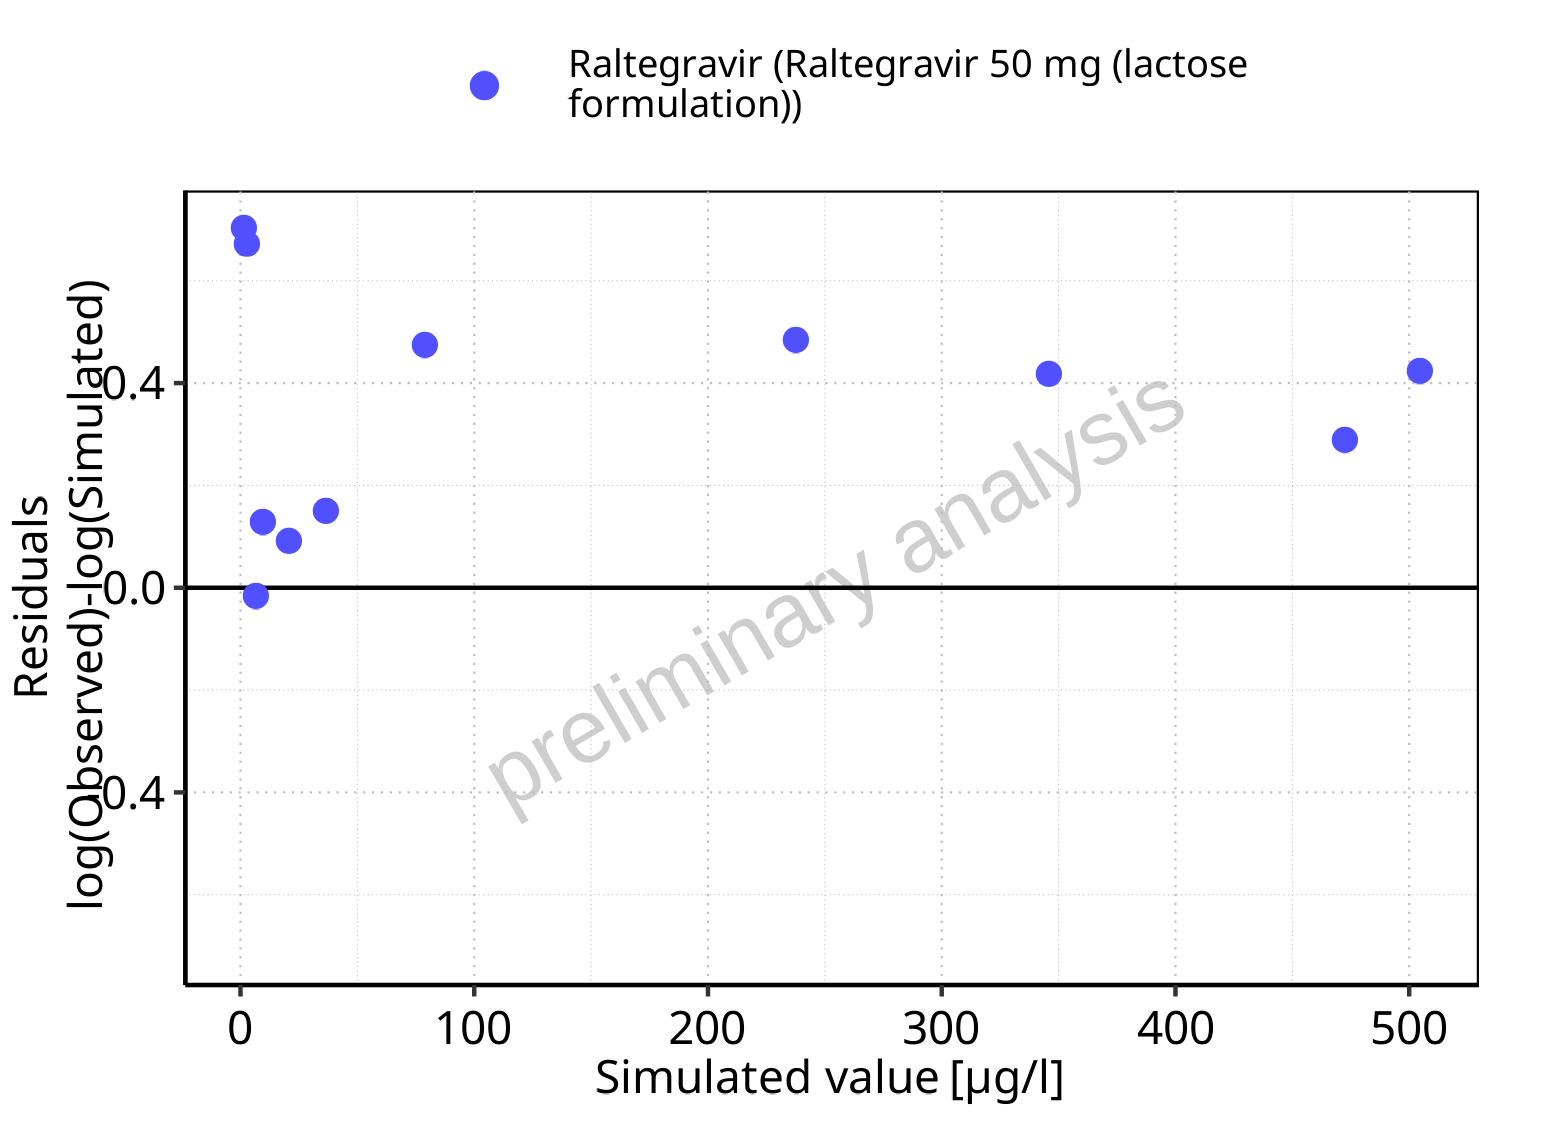 Raltegravir (Raltegravir 50 mg (lactose
formulation))
Residuals
log(Observed)-log(Simulated)
0.4
0.0
-0.4
preliminary analysis
0
100
200
300
400
500
Simulated value [µg/l]